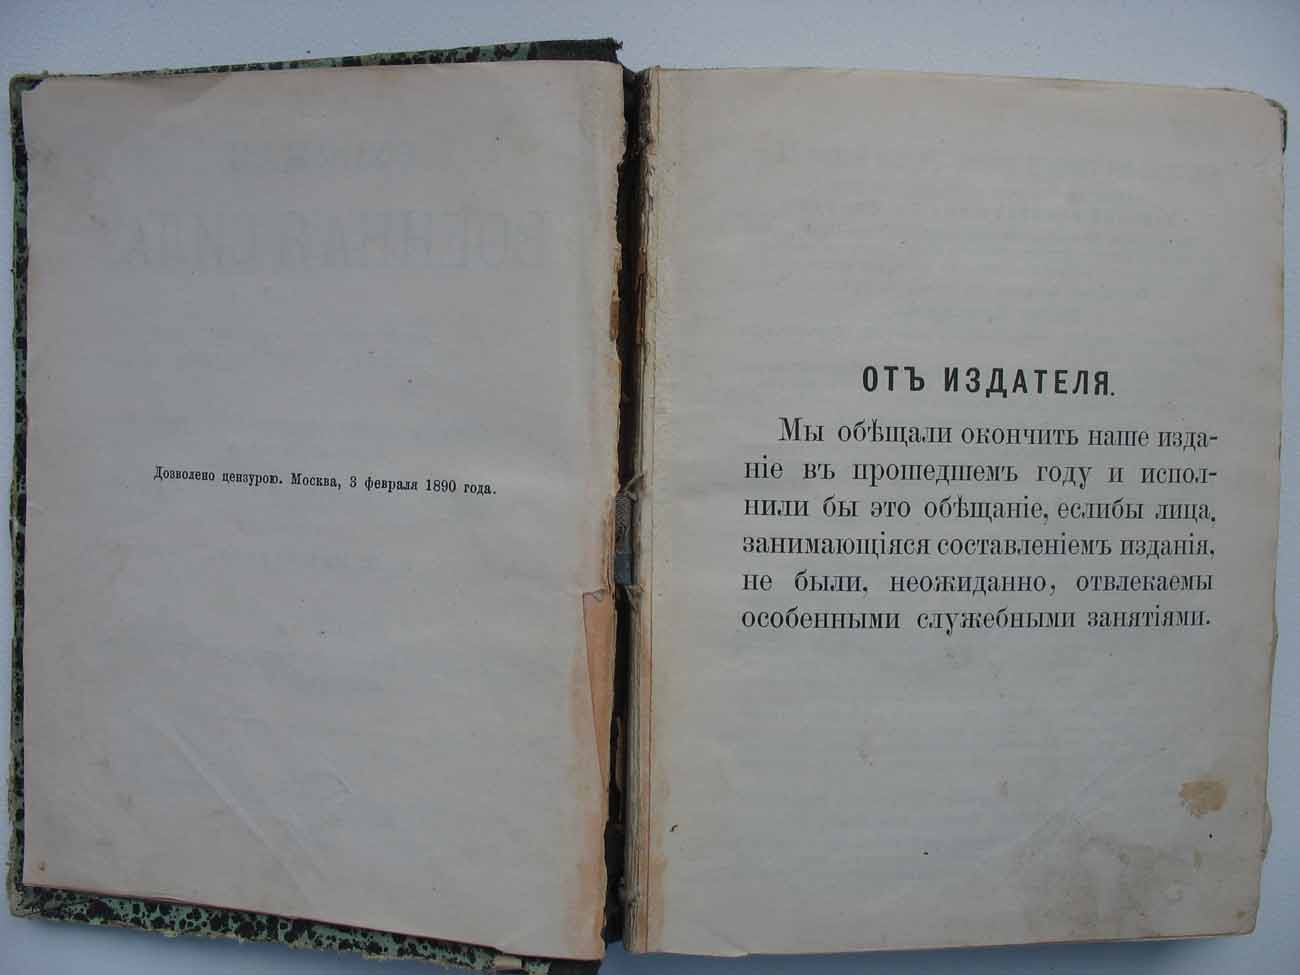 Дозволено цензурою. Москва, 3 февраля 1890 года.
ОТЪ ИЗДАТЕЛЯ.
Мы обѣщали окончить наше изда-
ніе въ прошедшемъ году и испол-
нили бы это обѣщаніе, еслибы лица,
занимающіяся составленіемъ изданія,
не были, неожиданно, отвлекаемы
особенными служебными занятіями.